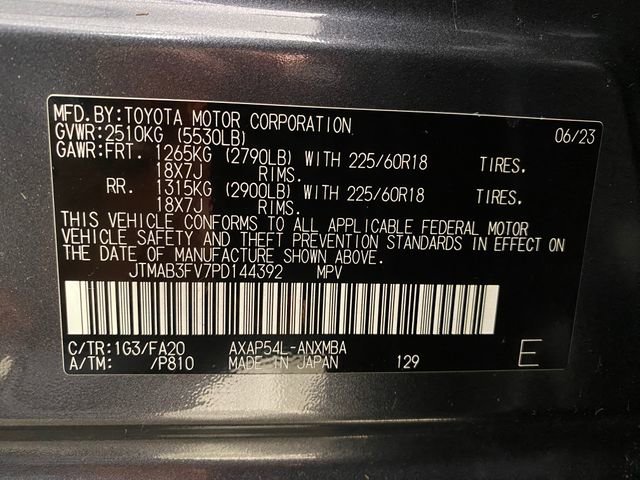 MFD.BY:TOYOTA MOTOR CORPORATION 06/23
GVWR:2510KG (5530LB)
GAWR:FRT. 1265KG (2790LB) WITH 225/60R18 TIRES.
18X7J RIMS.
RR. 1315KG (2900LB) WITH 225/60R18 TIRES.
18X7J RIMS.
THIS VEHICLE CONFORMS TO ALL APPLICABLE FEDERAL MOTOR
VEHICLE SAFETY AND THEFT PREVENTION STANDARDS IN EFFECT ON
THE DATE OF MANUFACTURE SHOWN ABOVE.
JTMAB3FV7PD144392 MPV
C/TR:1G3/FA20 AXAP54L-ANXMBA
A/TM: /P810 MADE IN JAPAN 129 E